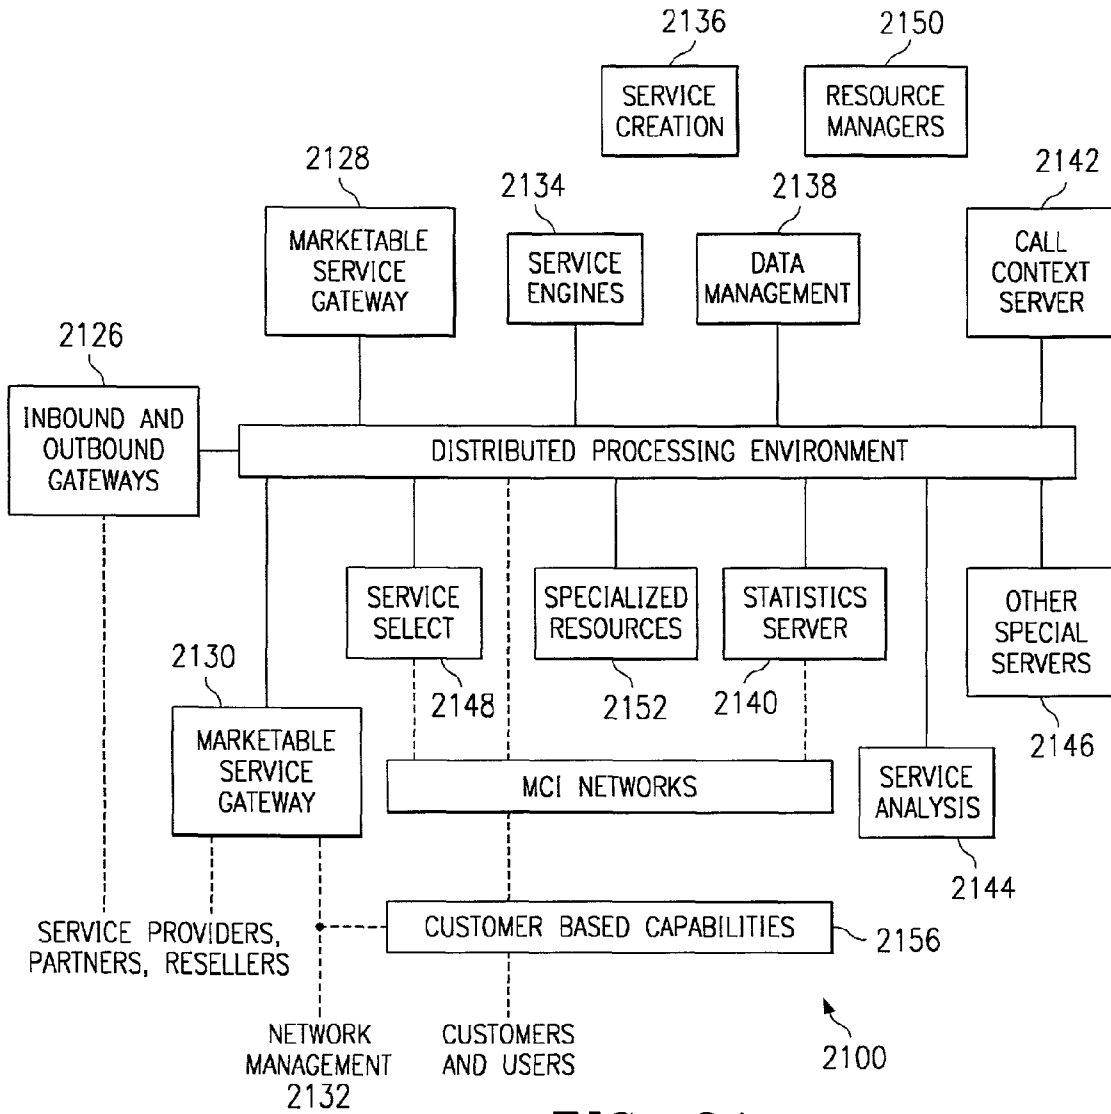 2136
2150
SERVICE
CREATION
RESOURCE
MANAGERS
2128
2134
2138
2142
MARKETABLE
SERVICE
GATEWAY
SERVICE
ENGINES
DATA
MANAGEMENT
CALL
CONTEXT
SERVER
2126
INBOUND AND
OUTBOUND
GATEWAYS
DISTRIBUTED PROCESSING ENVIRONMENT
SERVICE
SELECT
SPECIALIZED
RESOURCES
STATISTICS
SERVER
OTHER
SPECIAL
SERVERS
2130
2148
2152
2140
2146
MARKETABLE
SERVICE
GATEWAY
MCI NETWORKS
SERVICE
ANALYSIS
2144
SERVICE PROVIDERS,
PARTNERS, RESELLERS
CUSTOMER BASED CAPABILITIES
2156
NETWORK
MANAGEMENT
2132
CUSTOMERS
AND USERS
2100